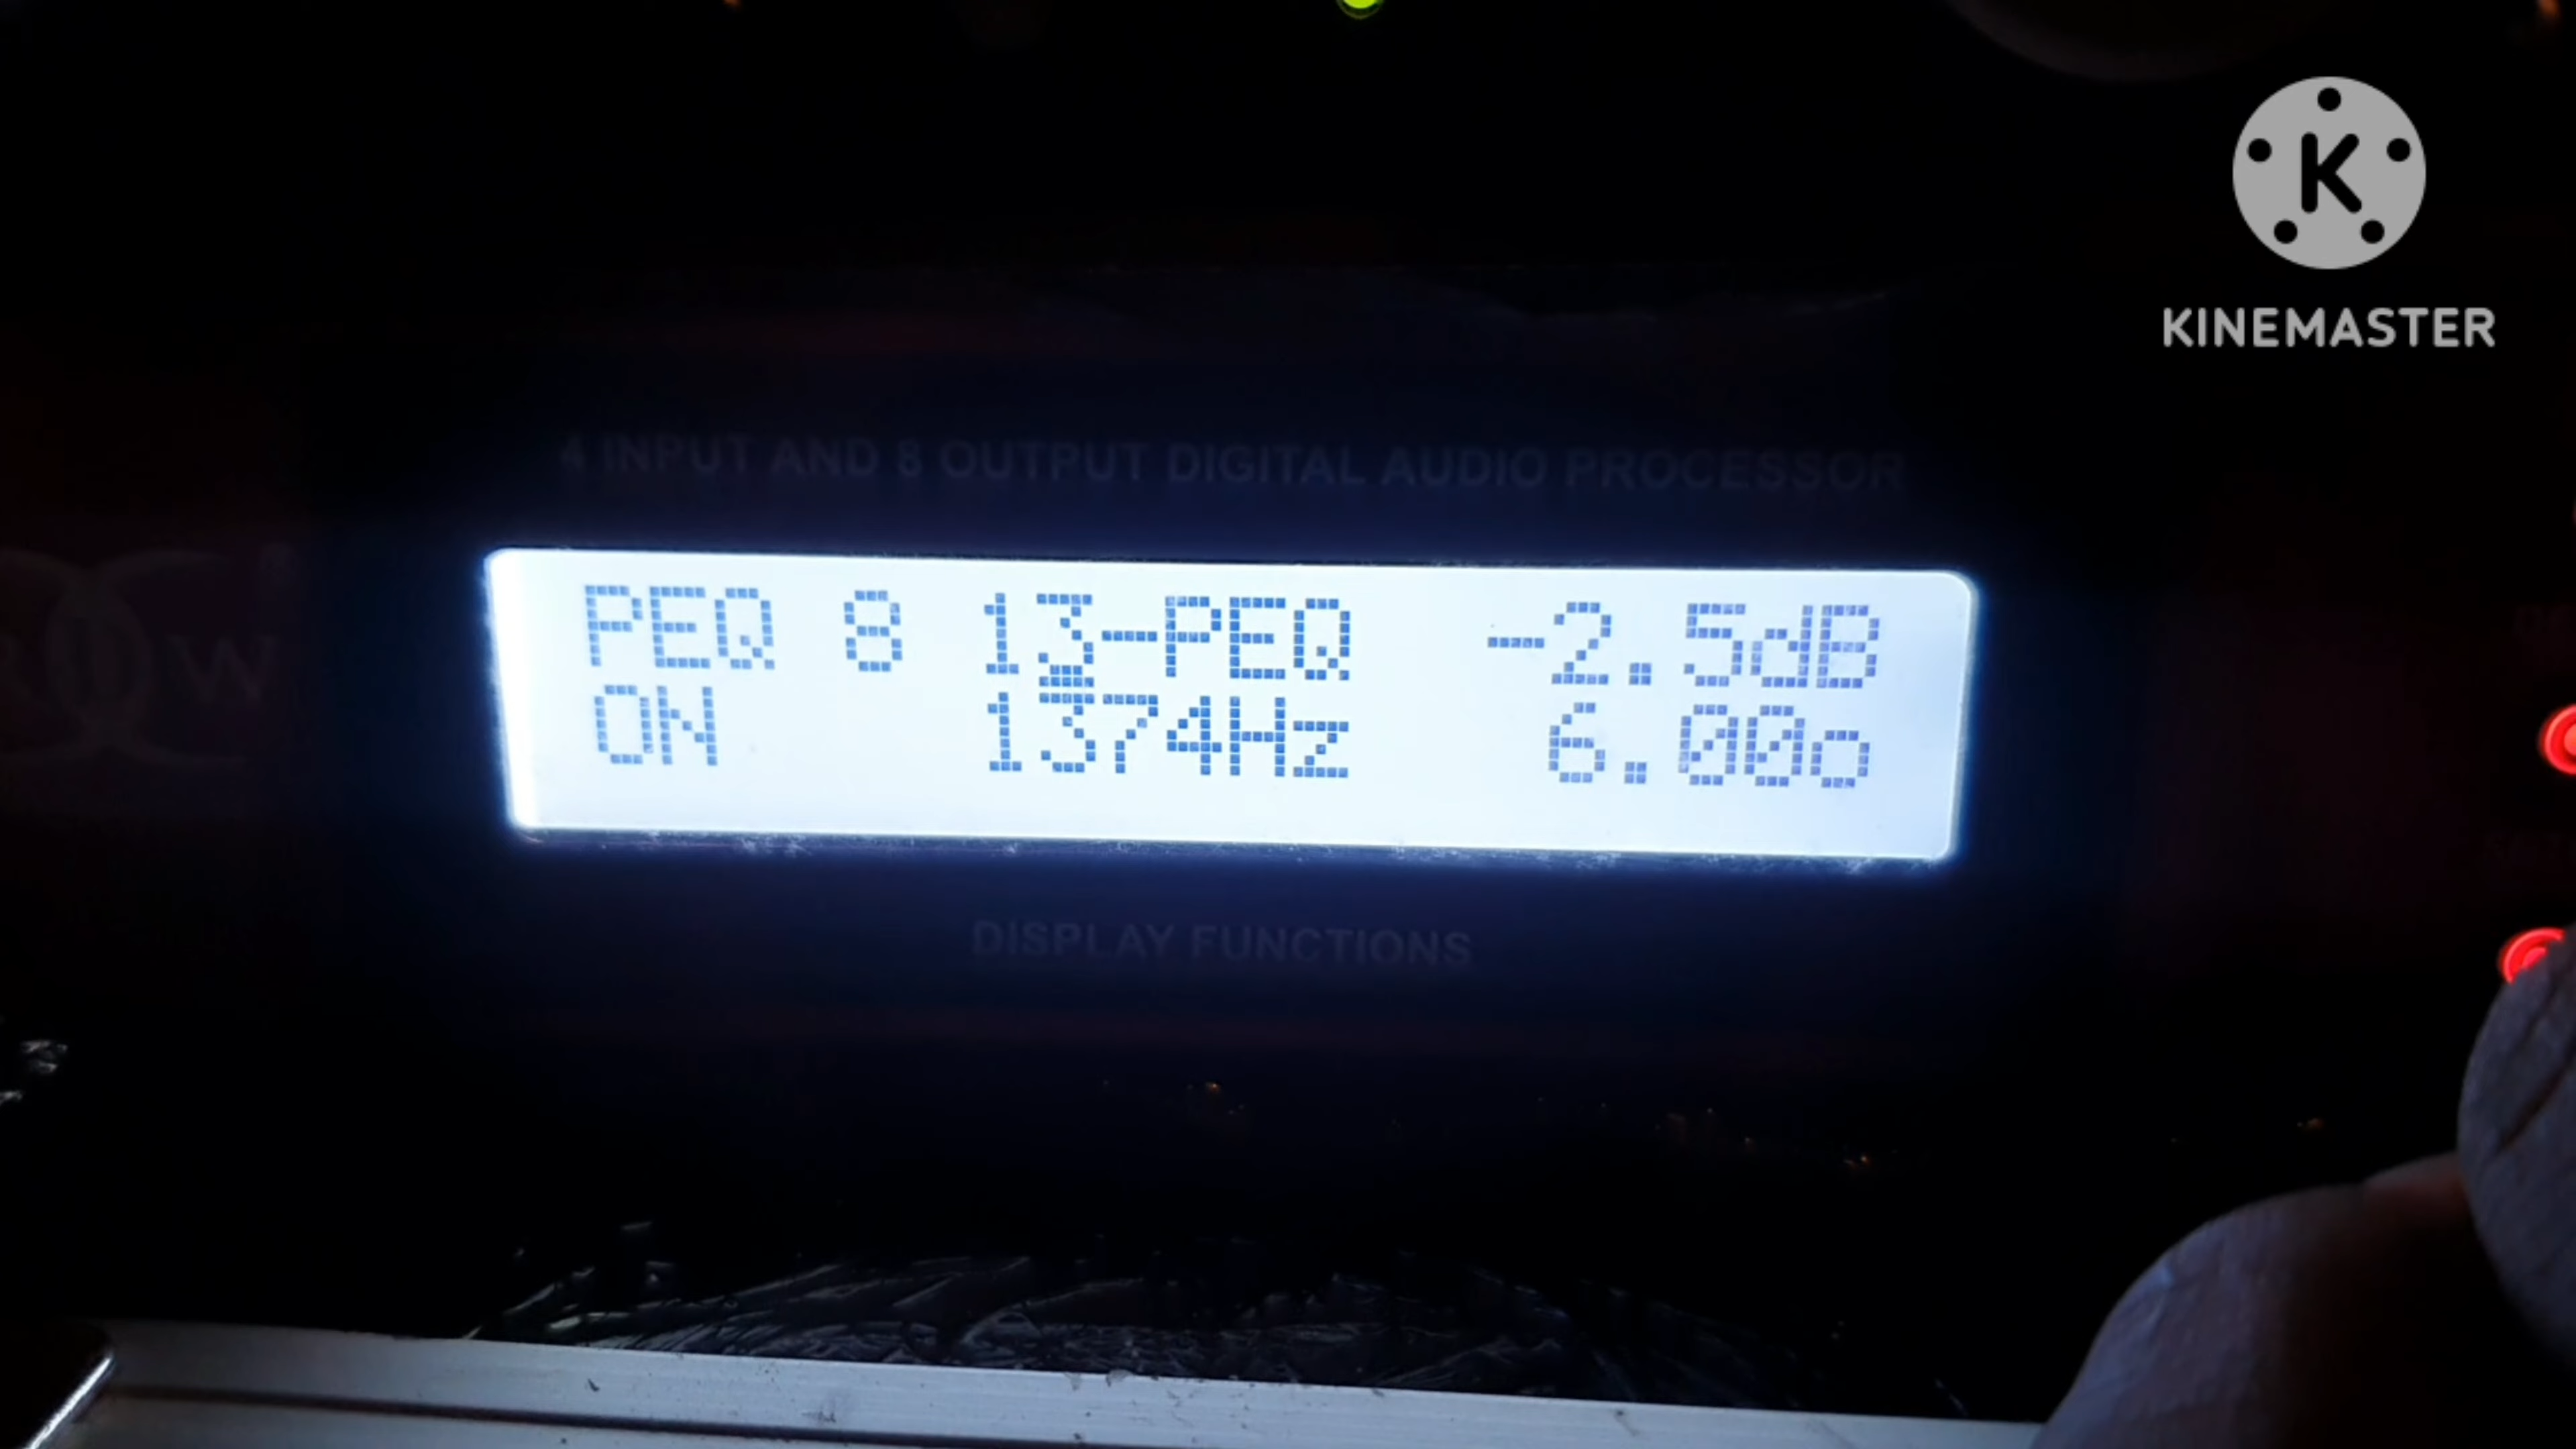 K
KINEMASTER
4 INPUT AND 8 OUTPUT DIGITAL AUDIO PROCESSOR
PEQ 8 13-PEQ -2.5dB
ON 1374Hz 6.00o
DISPLAY FUNCTIONS